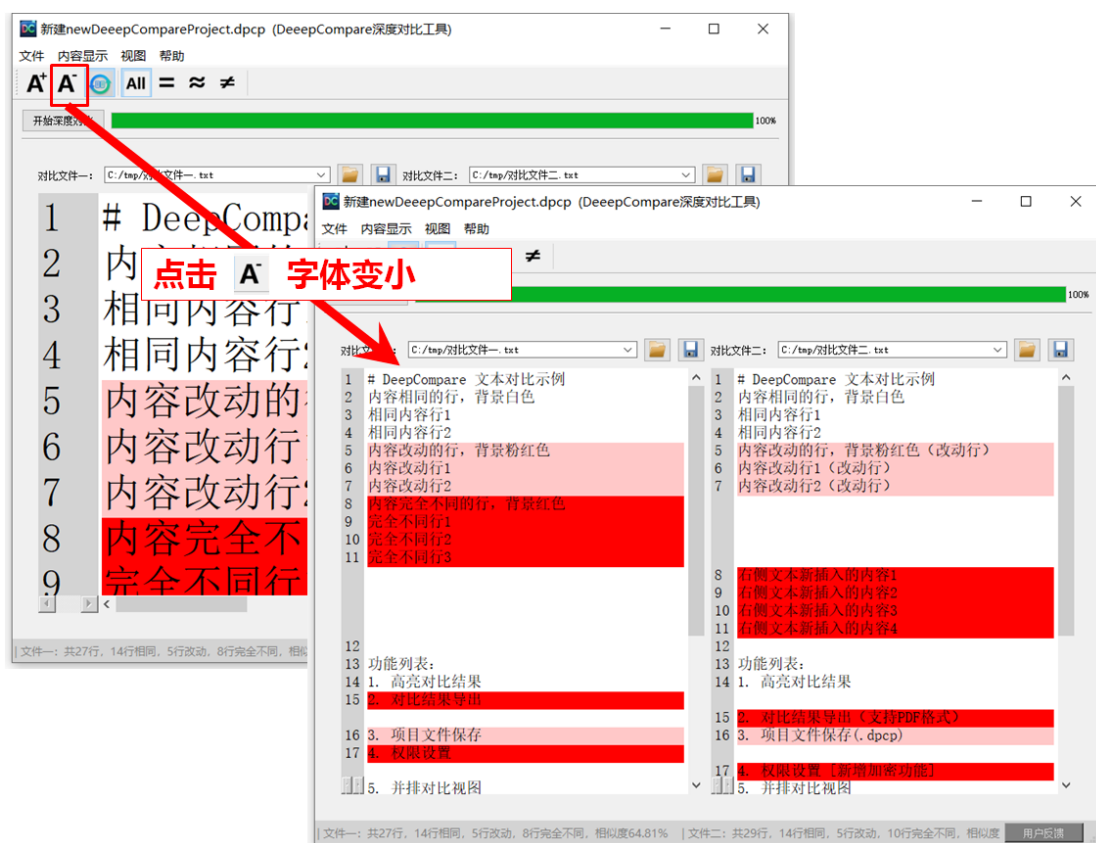 新建newDeeepCompareProject.dpcp (DeeepCompare深度对比工具)
文件 内容显示 视图 帮助
A+ A- All = ≈ ≠
开始深度对比
100%
对比文件一: C:/tmp/对比文件一.txt 对比文件二: C:/tmp/对比文件二.txt
1 # DeepCompa
2 内
3 相同内容行
4 相同内容行2
5 内容改动的
6 内容改动行
7 内容改动行2
8 内容完全不
9 完全不同行
文件一: 共27行, 14行相同, 5行改动, 8行完全不同, 相似
点击 A- 字体变小
新建newDeeepCompareProject.dpcp (DeeepCompare深度对比工具)
文件 内容显示 视图 帮助
≠
100%
对比文件一: C:/tmp/对比文件一.txt 对比文件二: C:/tmp/对比文件二.txt
1 # DeepCompare 文本对比示例
2 内容相同的行，背景白色
3 相同内容行1
4 相同内容行2
5 内容改动的行，背景粉红色
6 内容改动行1
7 内容改动行2
8 内容完全不同的行，背景红色
9 完全不同行1
10 完全不同行2
11 完全不同行3
12
13 功能列表:
14 1. 高亮对比结果
15 2. 对比结果导出
16 3. 项目文件保存
17 4. 权限设置
5. 并排对比视图
1 # DeepCompare 文本对比示例
2 内容相同的行，背景白色
3 相同内容行1
4 相同内容行2
5 内容改动的行，背景粉红色（改动行）
6 内容改动行1（改动行）
7 内容改动行2（改动行）
8 右侧文本新插入的内容1
9 右侧文本新插入的内容2
10 右侧文本新插入的内容3
11 右侧文本新插入的内容4
12
13 功能列表:
14 1. 高亮对比结果
15 2. 对比结果导出（支持PDF格式）
16 3. 项目文件保存(.dpcp)
17 4. 权限设置 [新增加密功能]
5. 并排对比视图
文件一: 共27行, 14行相同, 5行改动, 8行完全不同, 相似度64.81% | 文件二: 共29行, 14行相同, 5行改动, 10行完全不同, 相似度 用户反馈